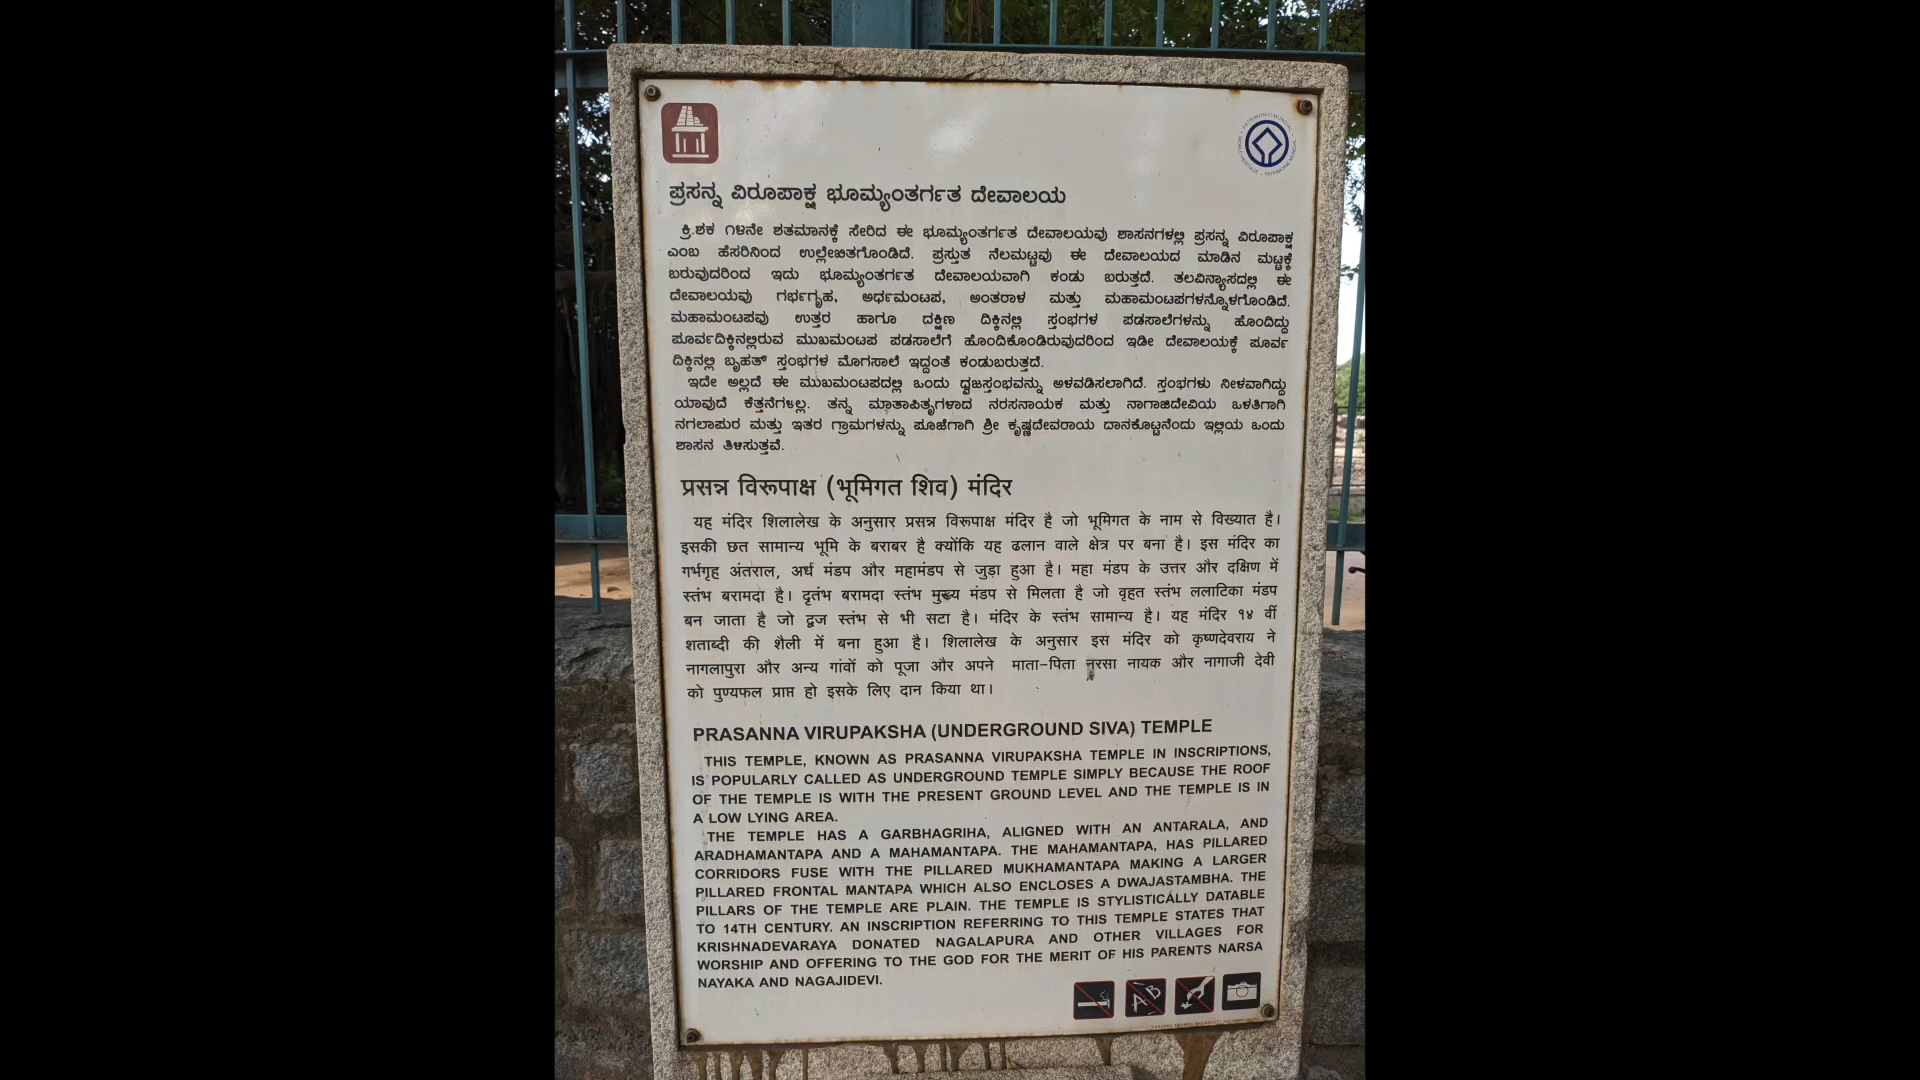 ಪ್ರಸನ್ನ ವಿರೂಪಾಕ್ಷ ಭೂಮ್ಯಂತರ್ಗತ ದೇವಾಲಯ
ಕ್ರಿ.ಶಕ ೧೪ನೇ ಶತಮಾನಕ್ಕೆ ಸೇರಿದ ಈ ಭೂಮ್ಯಂತರ್ಗತ ದೇವಾಲಯವು ಶಾಸನಗಳಲ್ಲಿ ಪ್ರಸನ್ನ ವಿರೂಪಾಕ್ಷ
ಎಂಬ ಹೆಸರಿನಿಂದ ಉಲ್ಲೇಖಿತಗೊಂಡಿದೆ. ಪ್ರಸ್ತುತ ನೆಲಮಟ್ಟವು ಈ ದೇವಾಲಯದ ಮಾಡಿನ ಮಟ್ಟಕ್ಕೆ
ಬರುವುದರಿಂದ ಇದು ಭೂಮ್ಯಂತರ್ಗತ ದೇವಾಲಯವಾಗಿ ಕಂಡು ಬರುತ್ತದೆ. ತಲವಿನ್ಯಾಸದಲ್ಲಿ ಈ
ದೇವಾಲಯವು ಗರ್ಭಗೃಹ, ಅರ್ಧಮಂಟಪ, ಅಂತರಾಳ ಮತ್ತು ಮಹಾಮಂಟಪಗಳನ್ನೊಳಗೊಂಡಿದೆ.
ಮಹಾಮಂಟಪವು ಉತ್ತರ ಹಾಗೂ ದಕ್ಷಿಣ ದಿಕ್ಕಿನಲ್ಲಿ ಸ್ತಂಭಗಳ ಪಡಸಾಲೆಗಳನ್ನು ಹೊಂದಿದ್ದು
ಪೂರ್ವದಿಕ್ಕಿನಲ್ಲಿರುವ ಮುಖಮಂಟಪ ಪಡಸಾಲೆಗೆ ಹೊಂದಿಕೊಂಡಿರುವುದರಿಂದ ಇಡೀ ದೇವಾಲಯಕ್ಕೆ ಪೂರ್ವ
ದಿಕ್ಕಿನಲ್ಲಿ ಬೃಹತ್ ಸ್ತಂಭಗಳ ಮೊಗಸಾಲೆ ಇದ್ದಂತೆ ಕಂಡುಬರುತ್ತದೆ.
ಇದೇ ಅಲ್ಲದೆ ಈ ಮುಖಮಂಟಪದಲ್ಲಿ ಒಂದು ಧ್ವಜಸ್ತಂಭವನ್ನು ಅಳವಡಿಸಲಾಗಿದೆ. ಸ್ತಂಭಗಳು ನೀಳವಾಗಿದ್ದು
ಯಾವುದೆ ಕೆತ್ತನೆಗಳಿಲ್ಲ. ತನ್ನ ಮಾತಾಪಿತೃಗಳಾದ ನರಸನಾಯಕ ಮತ್ತು ನಾಗಾಜಿದೇವಿಯ ಒಳತಿಗಾಗಿ
ನಗಲಾಪುರ ಮತ್ತು ಇತರ ಗ್ರಾಮಗಳನ್ನು ಪೂಜೆಗಾಗಿ ಶ್ರೀ ಕೃಷ್ಣದೇವರಾಯ ದಾನಕೊಟ್ಟನೆಂದು ಇಲ್ಲಿಯ ಒಂದು
ಶಾಸನ ತಿಳಿಸುತ್ತವೆ.
प्रसन्न विरूपाक्ष (भूमिगत शिव) मंदिर
यह मंदिर शिलालेख के अनुसार प्रसन्न विरूपाक्ष मंदिर है जो भूमिगत के नाम से विख्यात है।
इसकी छत सामान्य भूमि के बराबर है क्योंकि यह ढलान वाले क्षेत्र पर बना है। इस मंदिर का
गर्भगृह अंतराल, अर्ध मंडप और महामंडप से जुड़ा हुआ है। महा मंडप के उत्तर और दक्षिण में
स्तंभ बरामदा है। दृतंभ बरामदा स्तंभ मुख्य मंडप से मिलता है जो वृहत स्तंभ ललाटिका मंडप
बन जाता है जो द्वज स्तंभ से भी सटा है। मंदिर के स्तंभ सामान्य है। यह मंदिर १४ वीं
शताब्दी की शैली में बना हुआ है। शिलालेख के अनुसार इस मंदिर को कृष्णदेवराय ने
नागलापुरा और अन्य गांवों को पूजा और अपने माता-पिता नरसा नायक और नागाजी देवी
को पुण्यफल प्राप्त हो इसके लिए दान किया था।
PRASANNA VIRUPAKSHA (UNDERGROUND SIVA) TEMPLE
THIS TEMPLE, KNOWN AS PRASANNA VIRUPAKSHA TEMPLE IN INSCRIPTIONS,
IS POPULARLY CALLED AS UNDERGROUND TEMPLE SIMPLY BECAUSE THE ROOF
OF THE TEMPLE IS WITH THE PRESENT GROUND LEVEL AND THE TEMPLE IS IN
A LOW LYING AREA.
THE TEMPLE HAS A GARBHAGRIHA, ALIGNED WITH AN ANTARALA, AND
ARADHAMANTAPA AND A MAHAMANTAPA. THE MAHAMANTAPA, HAS PILLARED
CORRIDORS FUSE WITH THE PILLARED MUKHAMANTAPA MAKING A LARGER
PILLARED FRONTAL MANTAPA WHICH ALSO ENCLOSES A DWAJASTAMBHA. THE
PILLARS OF THE TEMPLE ARE PLAIN. THE TEMPLE IS STYLISTICALLY DATABLE
TO 14TH CENTURY. AN INSCRIPTION REFERRING TO THIS TEMPLE STATES THAT
KRISHNADEVARAYA DONATED NAGALAPURA AND OTHER VILLAGES FOR
WORSHIP AND OFFERING TO THE GOD FOR THE MERIT OF HIS PARENTS NARSA
NAYAKA AND NAGAJIDEVI.